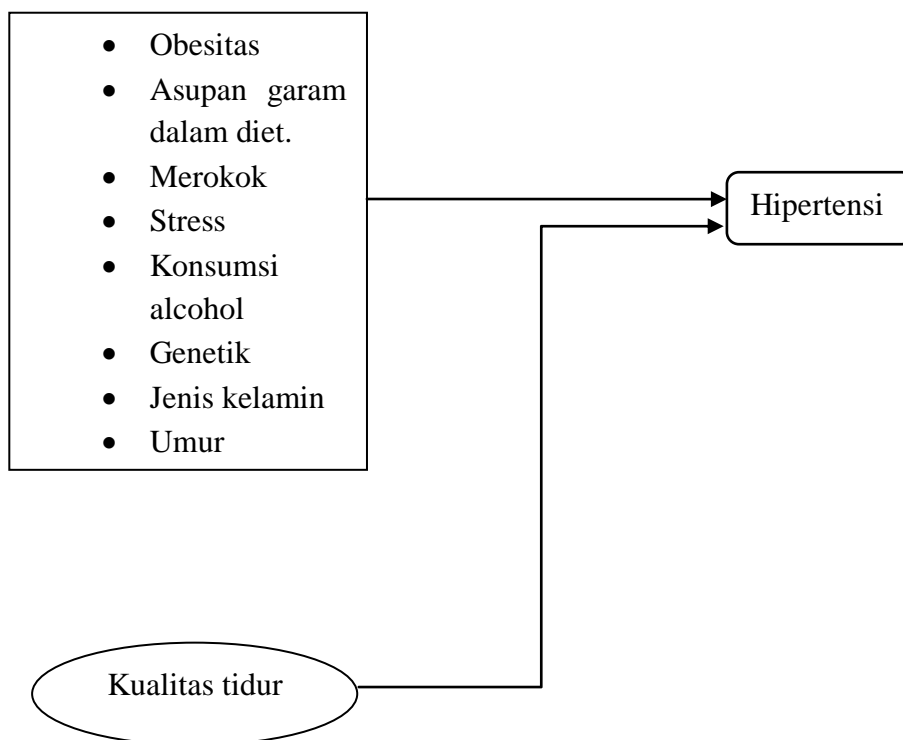 • Obesitas
• Asupan garam
dalam diet.
• Merokok
• Stress
• Konsumsi
alcohol
• Genetik
• Jenis kelamin
• Umur
Hipertensi
Kualitas tidur